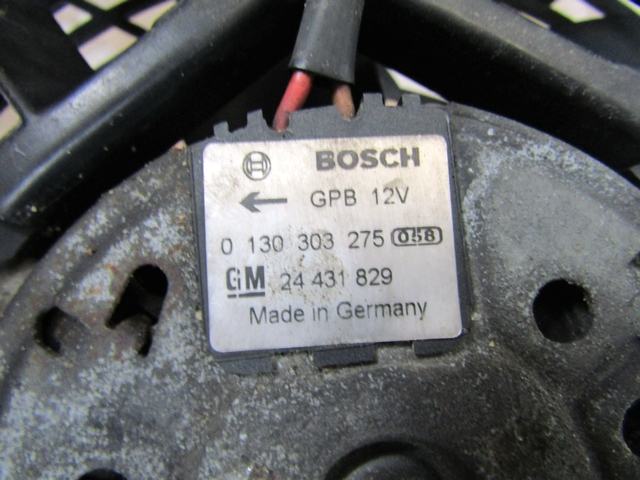 BOSCH
GPB 12V
0 130 303 275 058
GM 24 431 829
Made in Germany